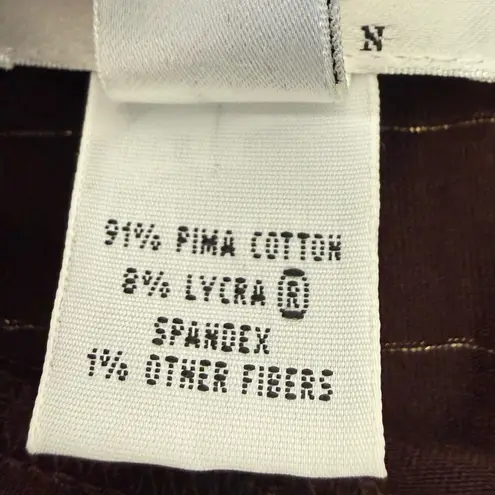 N
91% PIMA COTTON
8% LYCRA ®
SPANDEX
1% OTHER FIBERS